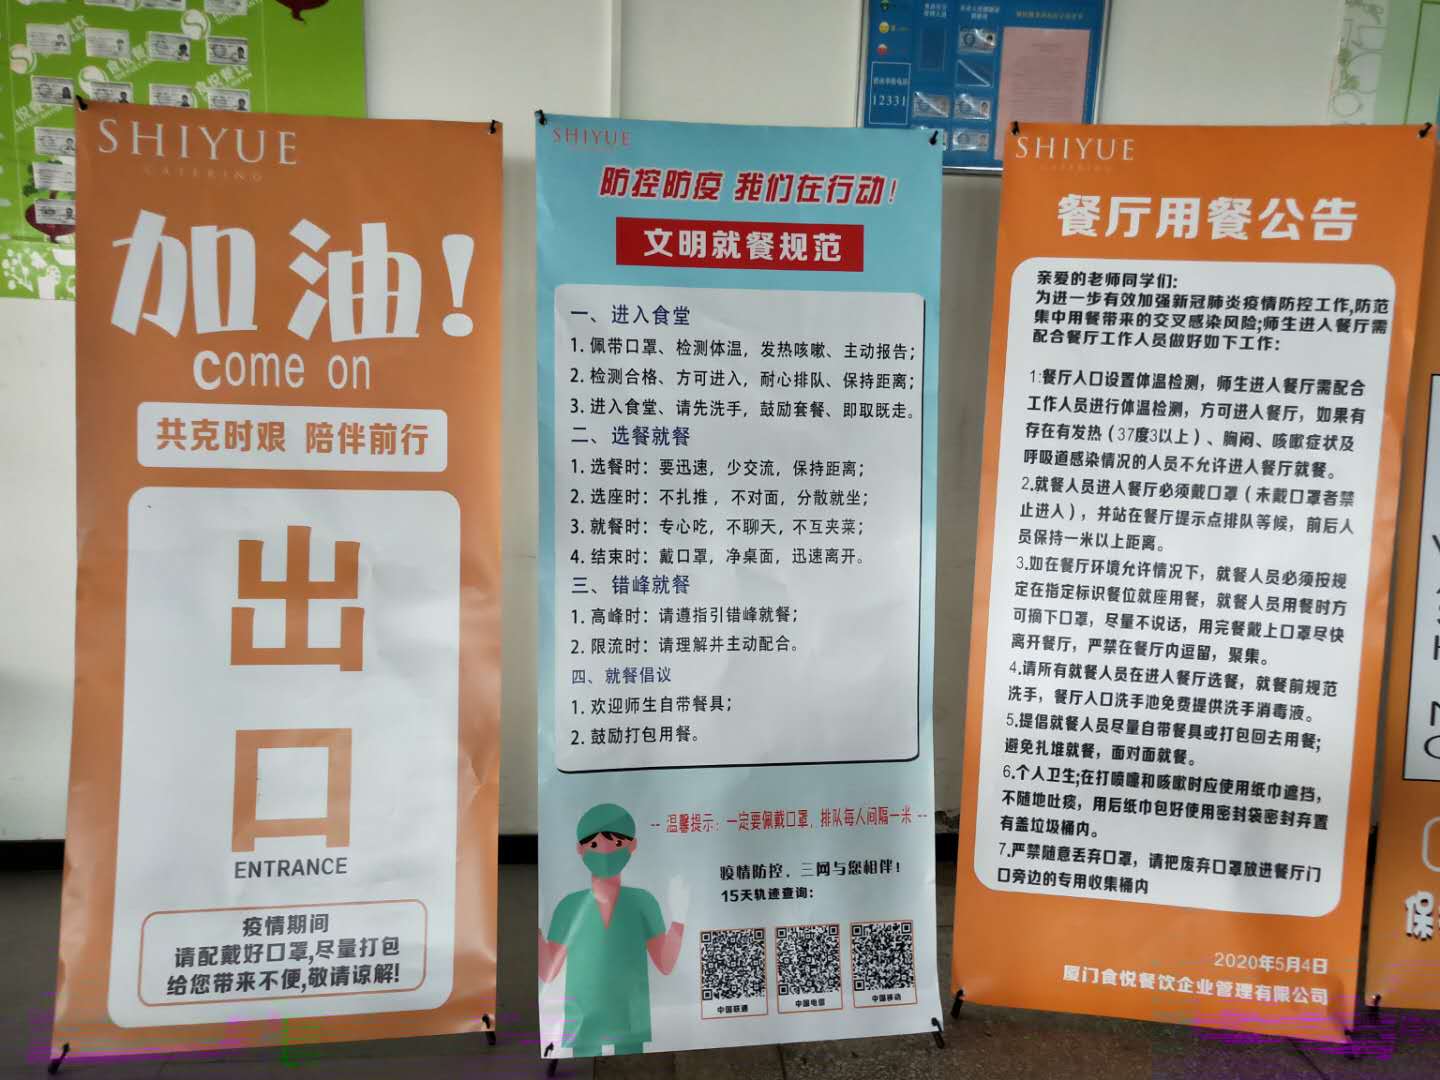 SHIYUE
CATERING
加油!
come on
共克时艰 陪伴前行
出
口
ENTRANCE
疫情期间
请配戴好口罩,尽量打包
给您带来不便,敬请谅解!
SHIYUE
防控防疫 我们在行动!
文明就餐规范
一、进入食堂
1. 佩带口罩、检测体温，发热咳嗽、主动报告；
2. 检测合格、方可进入，耐心排队、保持距离；
3. 进入食堂、请先洗手，鼓励套餐、即取既走。
二、选餐就餐
1. 选餐时：要迅速，少交流，保持距离；
2. 选座时：不扎推，不对面，分散就坐；
3. 就餐时：专心吃，不聊天，不互夹菜；
4. 结束时：戴口罩，净桌面，迅速离开。
三、错峰就餐
1. 高峰时：请遵指引错峰就餐；
2. 限流时：请理解并主动配合。
四、就餐倡议
1. 欢迎师生自带餐具；
2. 鼓励打包用餐。
-- 温馨提示：一定要佩戴口罩，排队每人间隔一米 --
疫情防控，三网与您相伴！
15天轨迹查询：
中国联通
中国电信
中国移动
12331
SHIYUE
CATERING
餐厅用餐公告
亲爱的老师同学们：
为进一步有效加强新冠肺炎疫情防控工作,防范
集中用餐带来的交叉感染风险;师生进入餐厅需
配合餐厅工作人员做好如下工作：
1:餐厅入口设置体温检测，师生进入餐厅需配合
工作人员进行体温检测，方可进入餐厅，如果有
存在有发热（37度3以上）、胸闷、咳嗽症状及
呼吸道感染情况的人员不允许进入餐厅就餐。
2.就餐人员进入餐厅必须戴口罩（未戴口罩者禁
止进人），并站在餐厅提示点排队等候，前后人
员保持一米以上距离。
3.如在餐厅环境允许情况下，就餐人员必须按规
定在指定标识餐位就座用餐，就餐人员用餐时方
可摘下口罩，尽量不说话，用完餐戴上口罩尽快
离开餐厅，严禁在餐厅内逗留，聚集。
4.请所有就餐人员在进入餐厅选餐，就餐前规范
洗手，餐厅入口洗手池免费提供洗手消毒液。
5.提倡就餐人员尽量自带餐具或打包回去用餐；
避免扎堆就餐，面对面就餐。
6.个人卫生;在打喷嚏和咳嗽时应使用纸巾遮挡，
不随地吐痰，用后纸巾包好使用密封袋密封弃置
有盖垃圾桶内。
7.严禁随意丢弃口罩，请把废弃口罩放进餐厅门
口旁边的专用收集桶内
2020年5月4日
厦门食悦餐饮企业管理有限公司
保